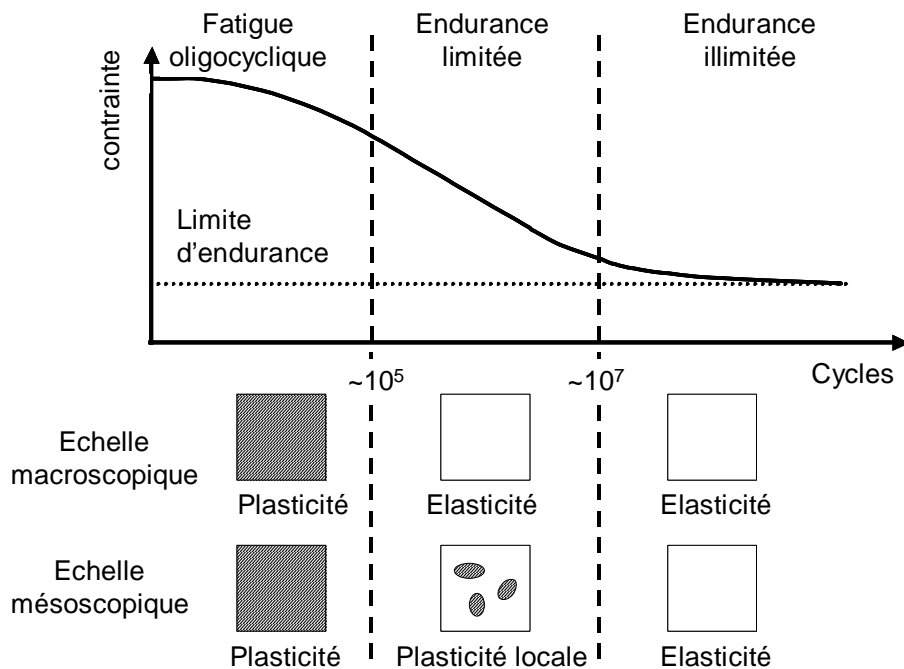 Fatigue
oligocyclique
Endurance
limitée
Endurance
illimitée
contrainte
Limite
d'endurance
~10⁵
~10⁷
Cycles
Echelle
macroscopique
Plasticité
Elasticité
Elasticité
Echelle
mésoscopique
Plasticité
Plasticité locale
Elasticité